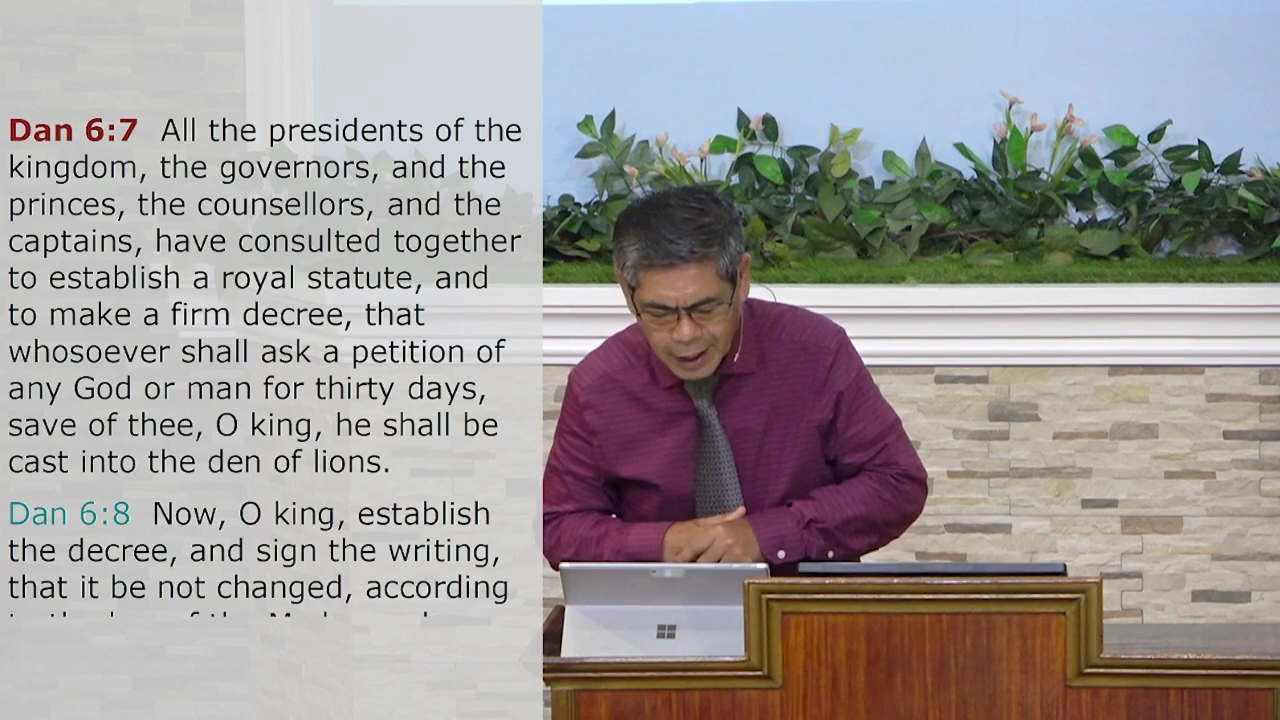 Dan 6:7 All the presidents of the
kingdom, the governors, and the
princes, the counsellors, and the
captains, have consulted together
to establish a royal statute, and
to make a firm decree, that
whosoever shall ask a petition of
any God or man for thirty days,
save of thee, O king, he shall be
cast into the den of lions.
Dan 6:8 Now, O king, establish
the decree, and sign the writing,
that it be not changed, according